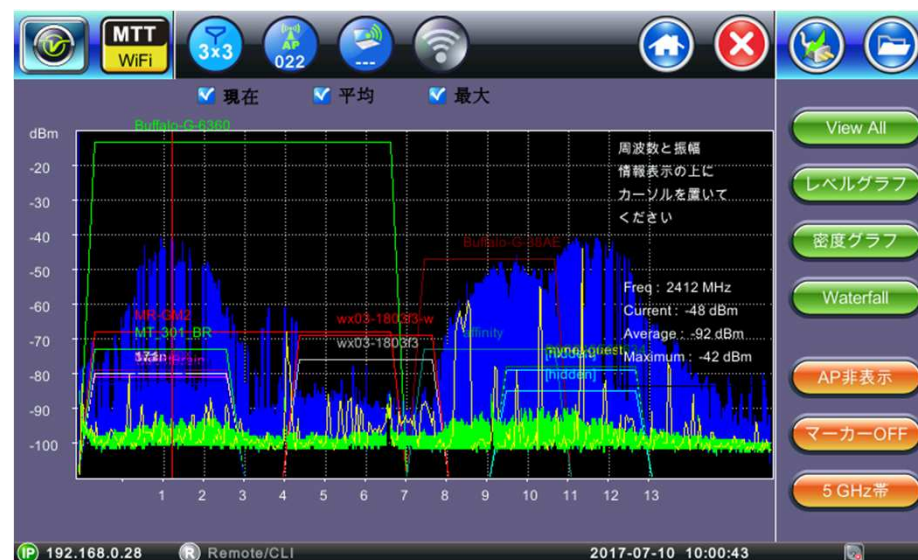 MTT
WiFi
3×3
AP
022
---
現在
平均
最大
dBm
-20
-30
-40
-50
-60
-70
-80
-90
-100
Buffalo-G-6360
周波数と振幅
情報表示の上に
カーソルを置いて
ください
Buffalo-G-38AE
Freq : 2412 MHz
Current : -48 dBm
Average : -92 dBm
Maximum : -42 dBm
MR-GM2
MT_301_BR
wx03-1803f3-w
wx03-1803f3
[hidden]
1 2 3 4 5 6 7 8 9 10 11 12 13
View All
レベルグラフ
密度グラフ
Waterfall
AP非表示
マーカーOFF
5 GHz帯
IP 192.168.0.28
R Remote/CLI
2017-07-10 10:00:43